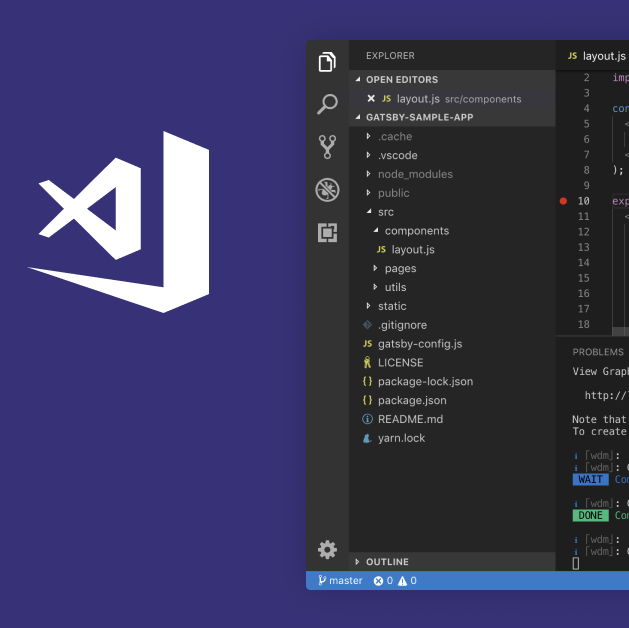 EXPLORER
OPEN EDITORS
JS layout.js src/components
GATSBY-SAMPLE-APP
.cache
.vscode
node_modules
public
src
components
JS layout.js
pages
utils
static
.gitignore
JS gatsby-config.js
LICENSE
{ } package-lock.json
{ } package.json
README.md
yarn.lock
OUTLINE
JS layout.js
2 imp
3
4 con
5 <
6
7 <
8 );
9
10 exp
11 <
12
13
14
15
16
17
18
PROBLEMS
View Grap
http://
Note that
To create
i ⌈wdm⌋:
i ⌈wdm⌋:
WAIT Co
i ⌈wdm⌋:
DONE Co
i ⌈wdm⌋:
i ⌈wdm⌋:
master 0 0